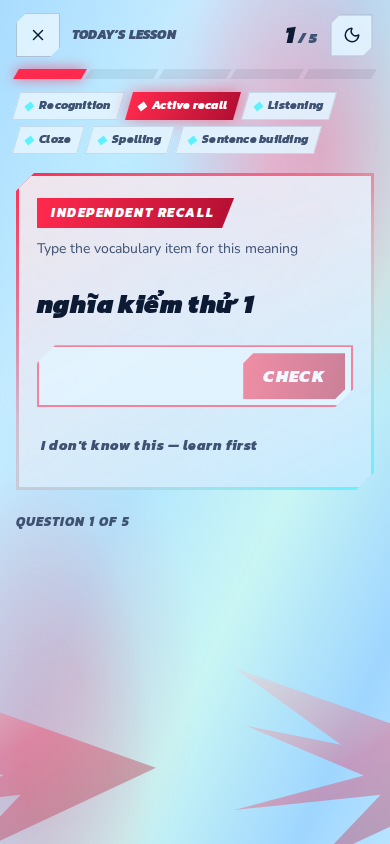 TODAY'S LESSON
1 / 5
Recognition
Active recall
Listening
Cloze
Spelling
Sentence building
INDEPENDENT RECALL
Type the vocabulary item for this meaning
nghĩa kiểm thử 1
CHECK
I don't know this — learn first
QUESTION 1 OF 5